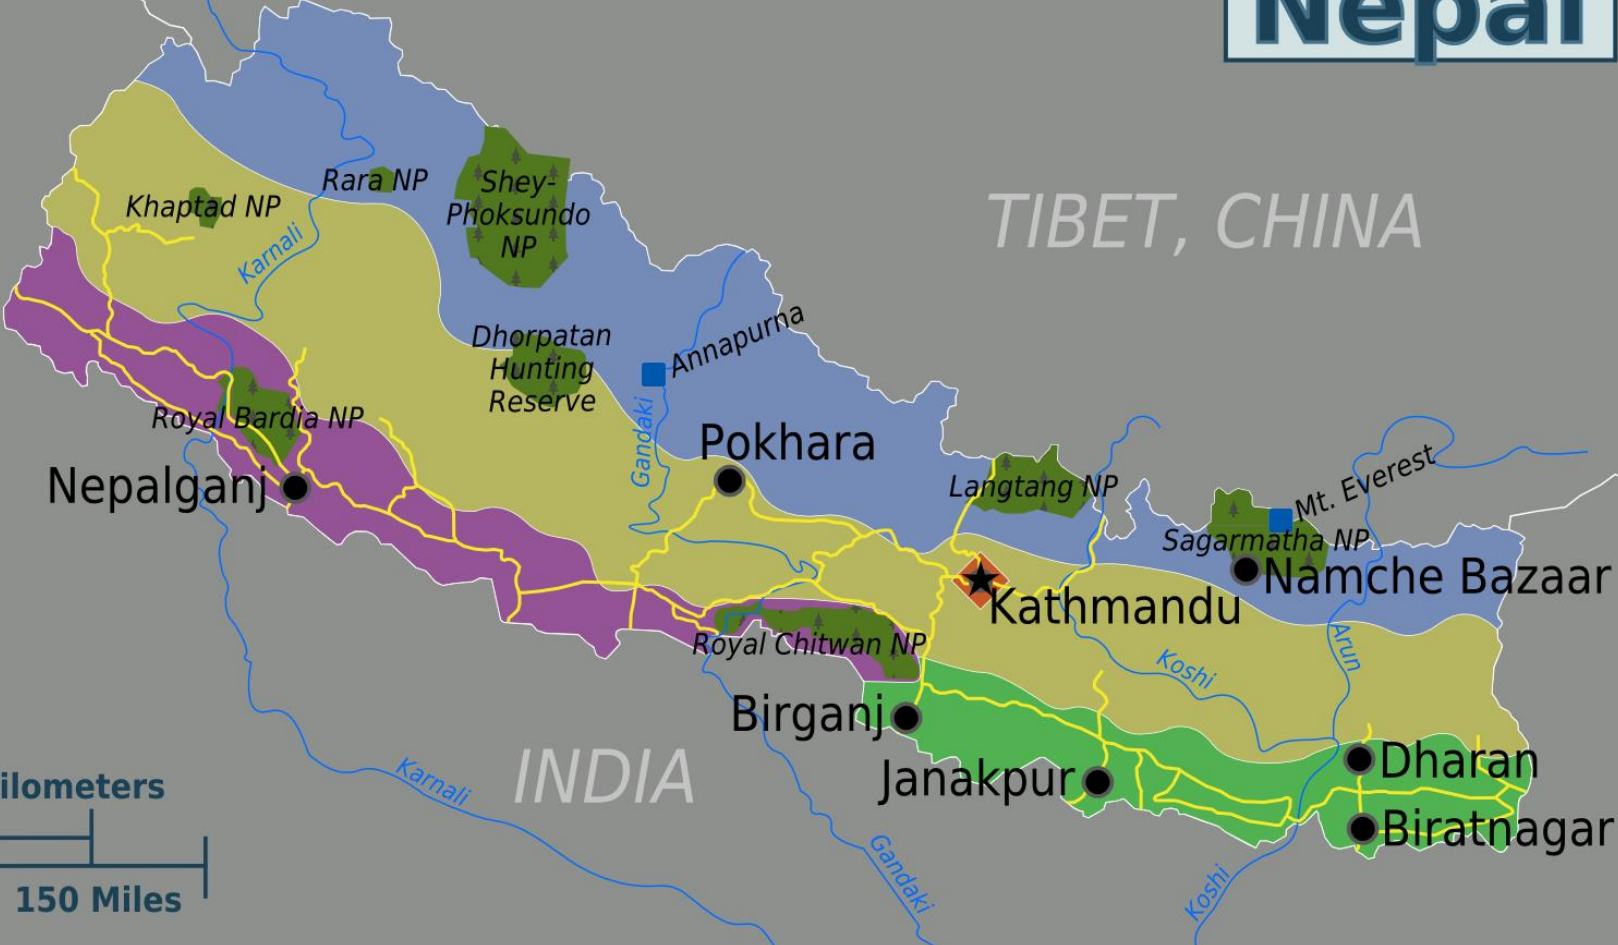 Nepal
TIBET, CHINA
Rara NP
Khaptad NP
Shey-
Phoksundo
NP
Karnali
Annapurna
Dhorpatan
Hunting
Reserve
Gandaki
Royal Bardia NP
Pokhara
Nepalganj
Langtang NP
Mt. Everest
Sagarmatha NP
Namche Bazaar
Kathmandu
Royal Chitwan NP
Koshi
Arun
Birganj
INDIA
Janakpur
Dharan
Karnali
ilometers
Biratnagar
Gandaki
Koshi
150 Miles